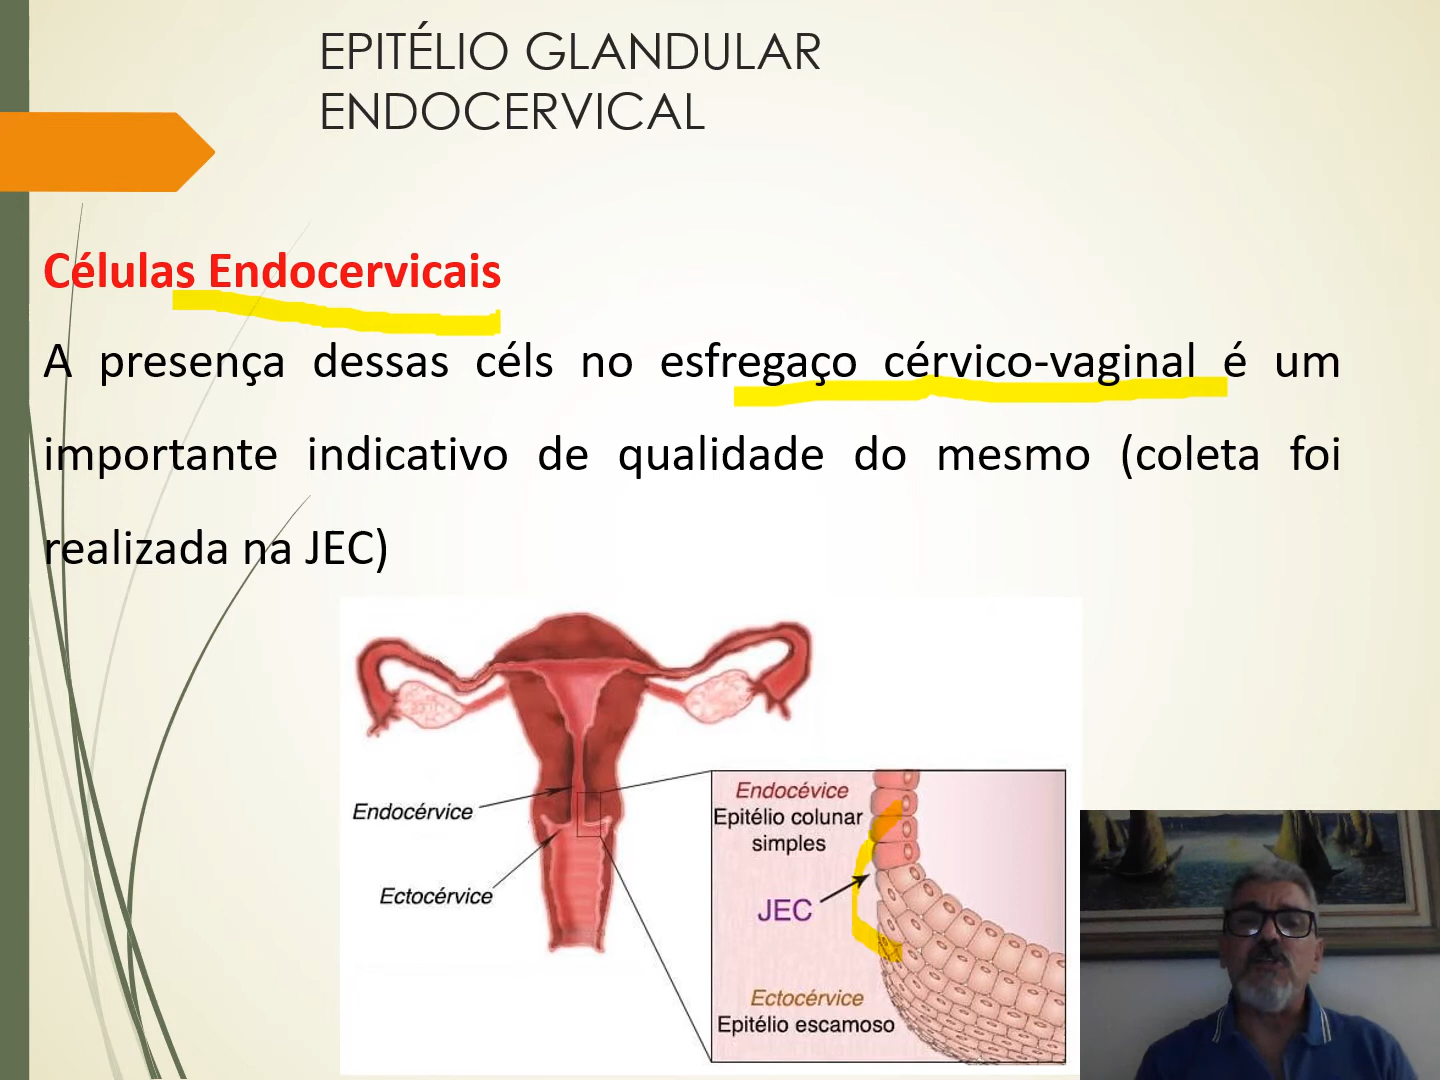 EPITÉLIO GLANDULAR
ENDOCERVICAL
Células Endocervicais
A presença dessas céls no esfregaço cérvico-vaginal é um
importante indicativo de qualidade do mesmo (coleta foi
realizada na JEC)
Endocérvice
Ectocérvice
Endocévice
Epitélio colunar
simples
JEC
Ectocérvice
Epitélio escamoso